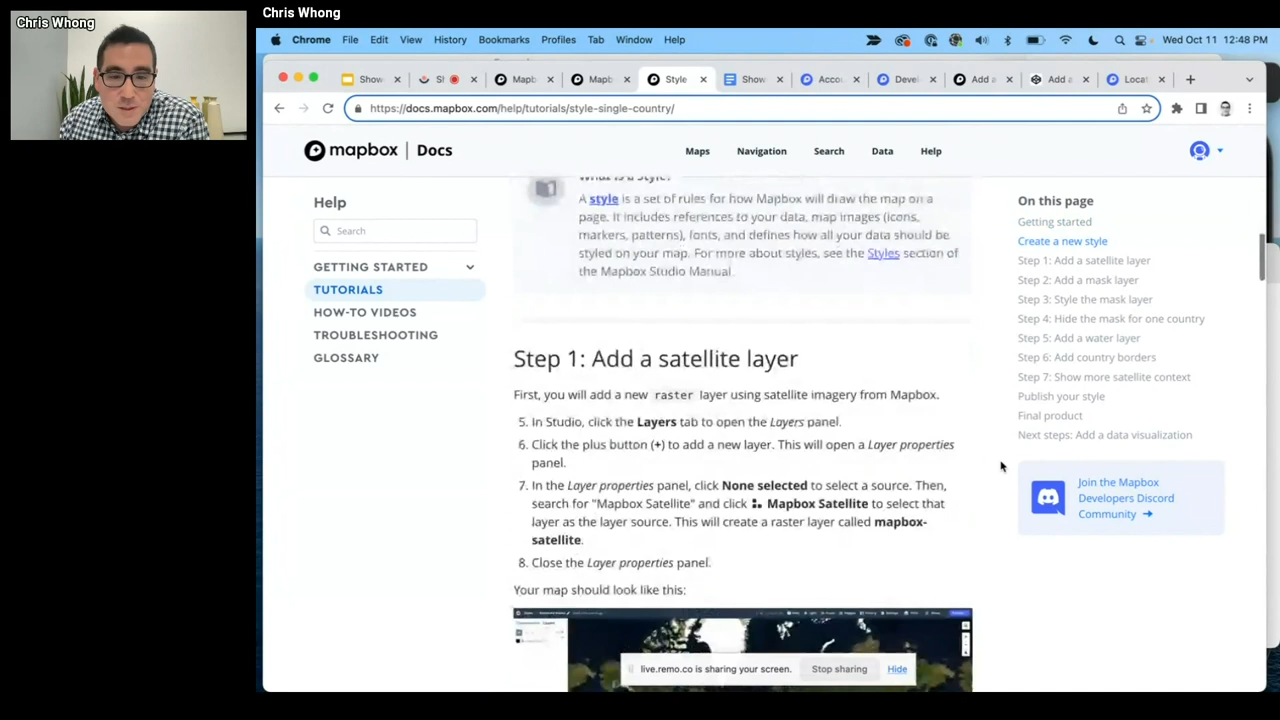 Chris Whong
Chris Whong
Chrome File Edit View History Bookmarks Profiles Tab Window Help Wed Oct 11 12:48 PM
Show Mapb Mapb Style Show Accou Devel Add a Add a Locat
https://docs.mapbox.com/help/tutorials/style-single-country/
mapbox | Docs
Maps Navigation Search Data Help
Help
Search
GETTING STARTED
TUTORIALS
HOW-TO VIDEOS
TROUBLESHOOTING
GLOSSARY
What is a Style?
A style is a set of rules for how Mapbox will draw the map on a
page. It includes references to your data, map images (icons,
markers, patterns), fonts, and defines how all your data should be
styled on your map. For more about styles, see the Styles section of
the Mapbox Studio Manual.
Step 1: Add a satellite layer
First, you will add a new raster layer using satellite imagery from Mapbox.
5. In Studio, click the Layers tab to open the Layers panel.
6. Click the plus button (+) to add a new layer. This will open a Layer properties
panel.
7. In the Layer properties panel, click None selected to select a source. Then,
search for "Mapbox Satellite" and click Mapbox Satellite to select that
layer as the layer source. This will create a raster layer called mapbox-
satellite.
8. Close the Layer properties panel.
Your map should look like this:
live.remo.co is sharing your screen. Stop sharing Hide
On this page
Getting started
Create a new style
Step 1: Add a satellite layer
Step 2: Add a mask layer
Step 3: Style the mask layer
Step 4: Hide the mask for one country
Step 5: Add a water layer
Step 6: Add country borders
Step 7: Show more satellite context
Publish your style
Final product
Next steps: Add a data visualization
Join the Mapbox
Developers Discord
Community →